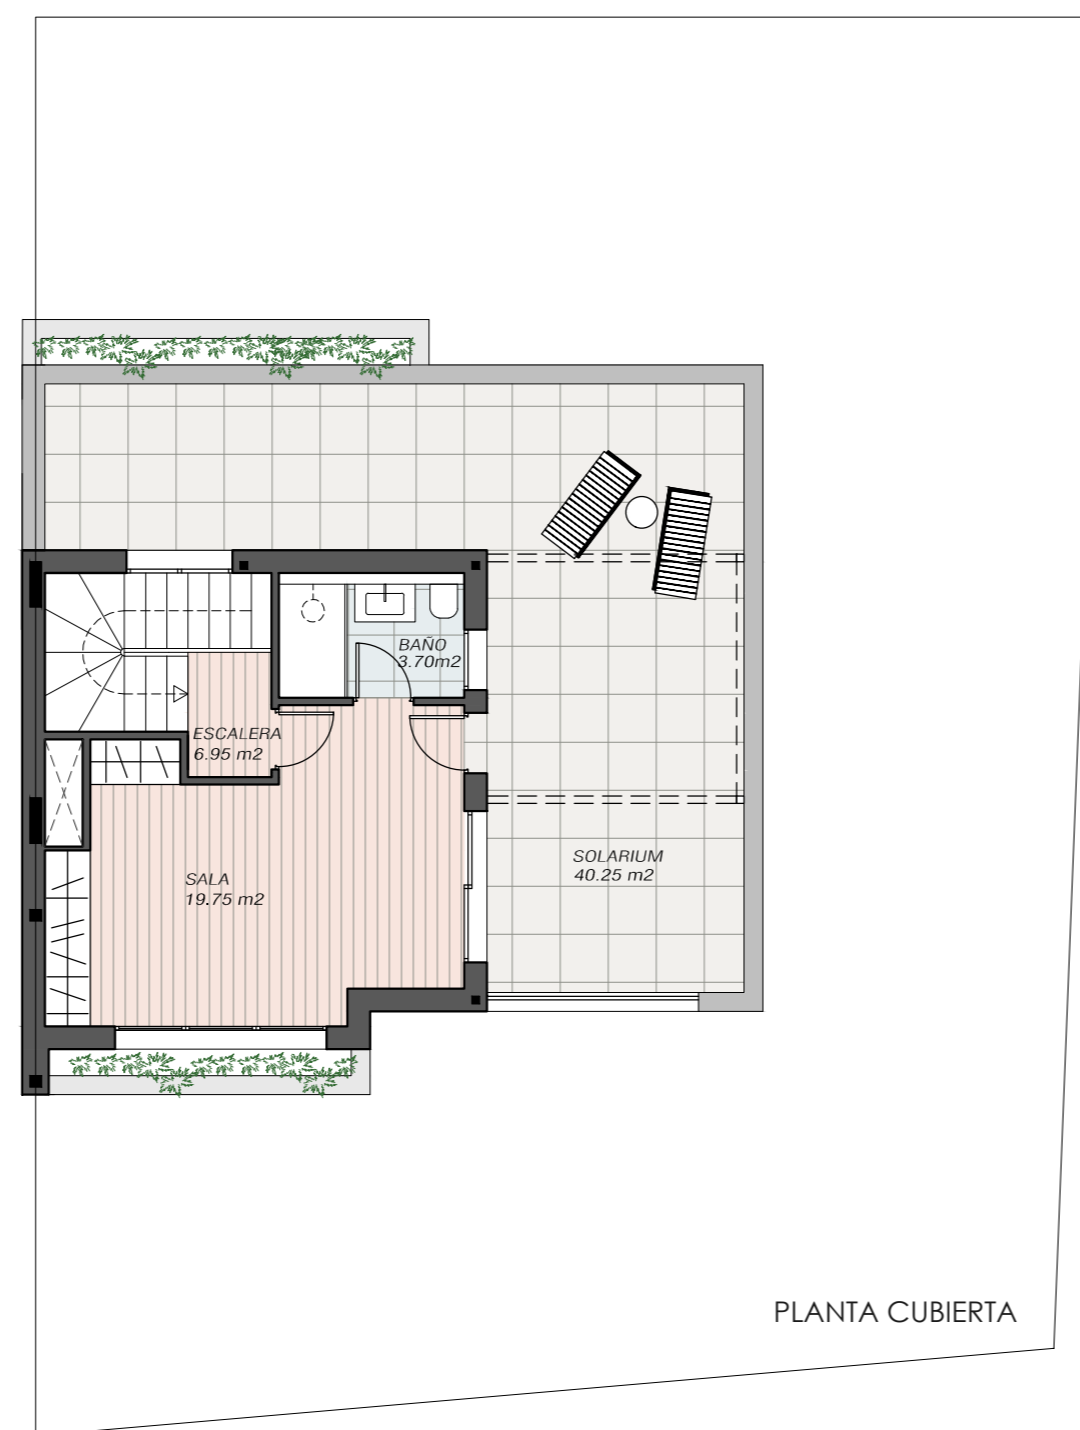 BAÑO
3.70m2
ESCALERA
6.95 m2
SOLARIUM
40.25 m2
SALA
19.75 m2
PLANTA CUBIERTA